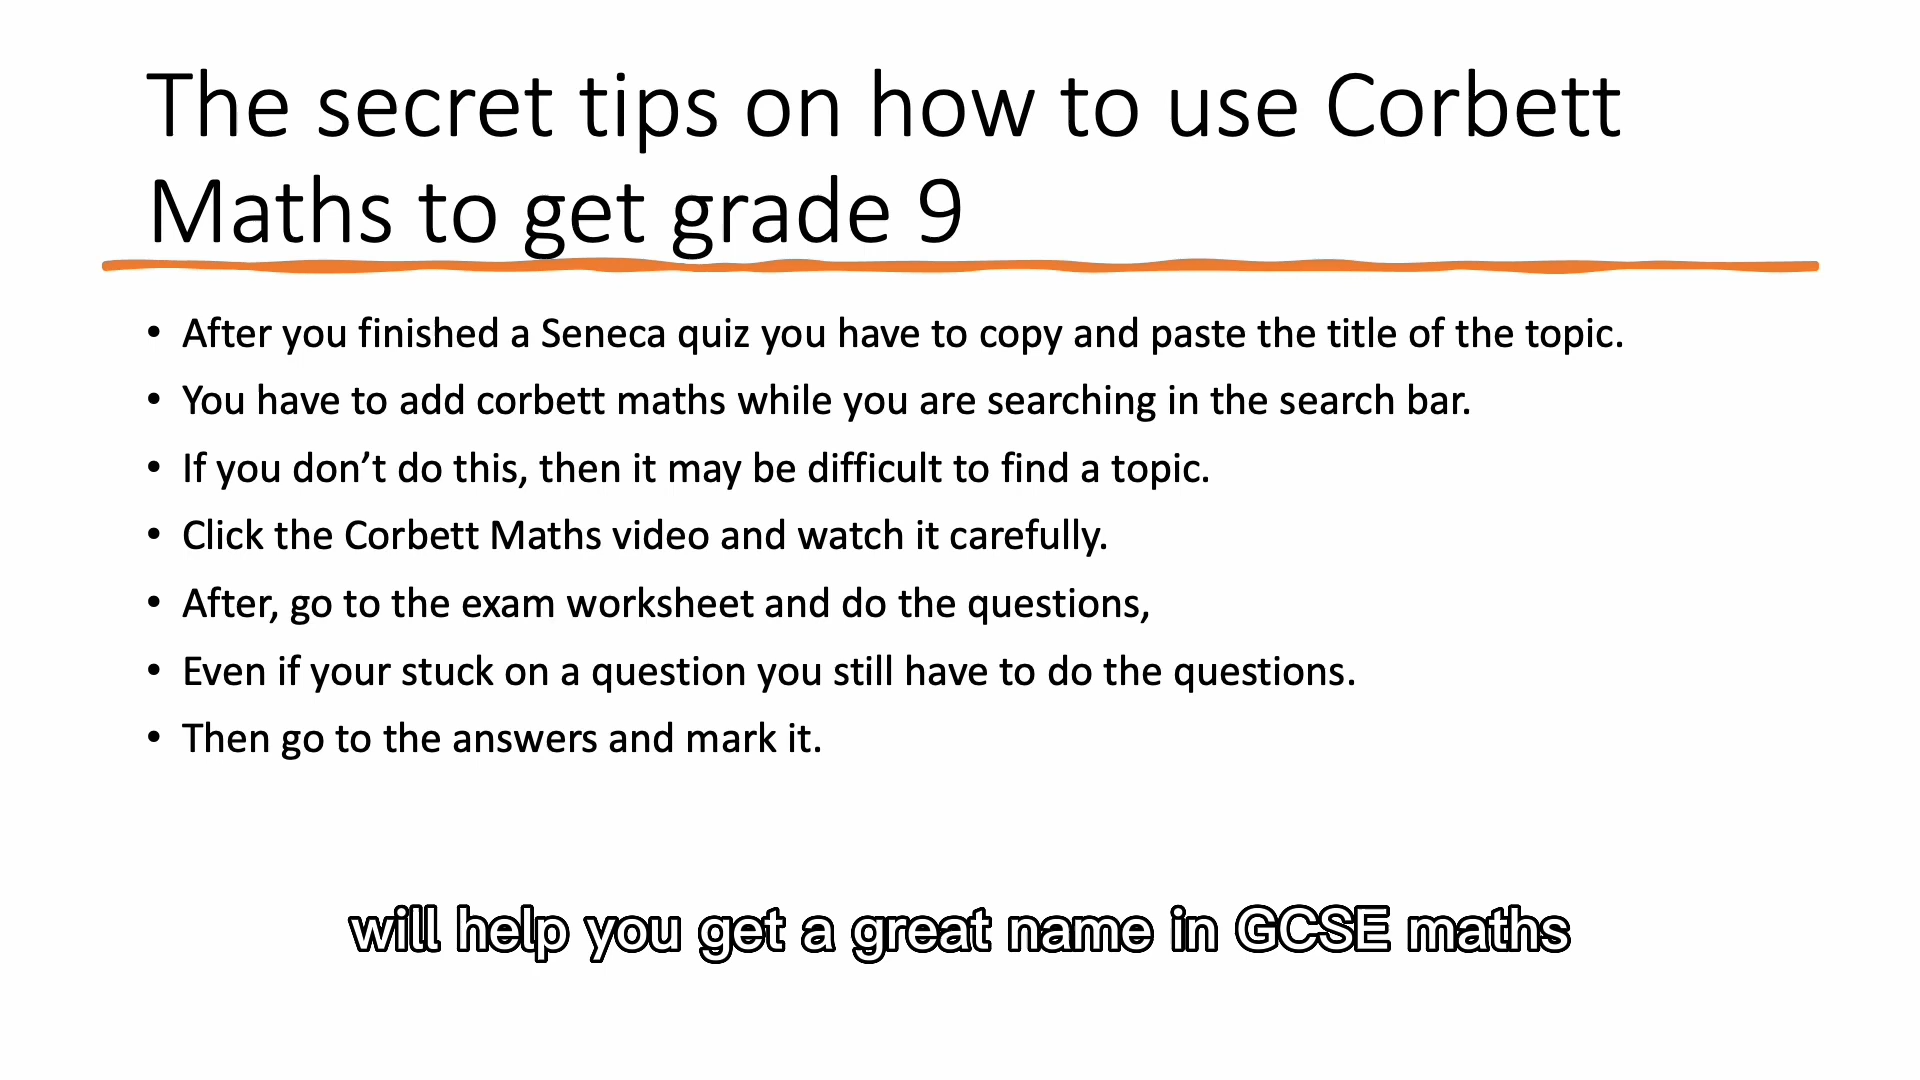 The secret tips on how to use Corbett
Maths to get grade 9
• After you finished a Seneca quiz you have to copy and paste the title of the topic.
• You have to add corbett maths while you are searching in the search bar.
• If you don’t do this, then it may be difficult to find a topic.
• Click the Corbett Maths video and watch it carefully.
• After, go to the exam worksheet and do the questions,
• Even if your stuck on a question you still have to do the questions.
• Then go to the answers and mark it.
will help you get a great name in GCSE maths